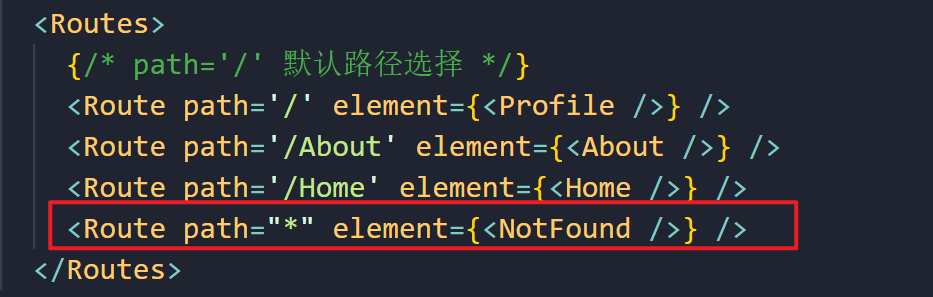 <Routes>
{/* path='/' 默认路径选择 */}
<Route path='/' element={<Profile />} />
<Route path='/About' element={<About />} />
<Route path='/Home' element={<Home />} />
<Route path="*" element={<NotFound />} />
</Routes>